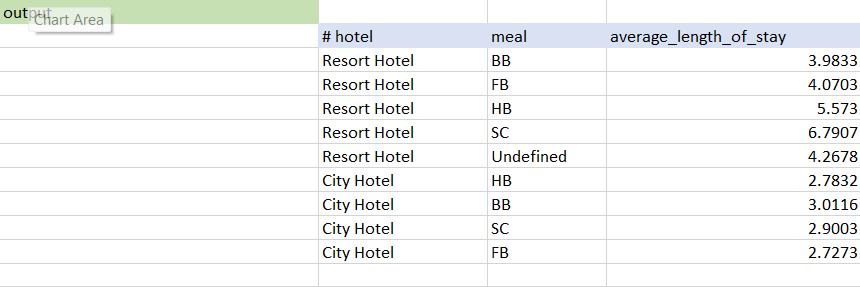 output
Chart Area
# hotel meal average_length_of_stay
Resort Hotel BB 3.9833
Resort Hotel FB 4.0703
Resort Hotel HB 5.573
Resort Hotel SC 6.7907
Resort Hotel Undefined 4.2678
City Hotel HB 2.7832
City Hotel BB 3.0116
City Hotel SC 2.9003
City Hotel FB 2.7273